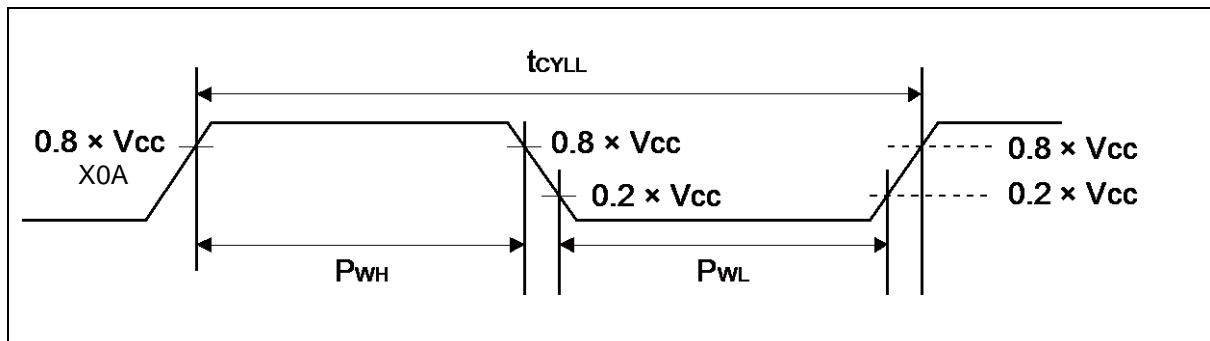 tCYLL
0.8 × Vcc
X0A
0.8 × Vcc
0.8 × Vcc
0.2 × Vcc
0.2 × Vcc
PWH
PWL